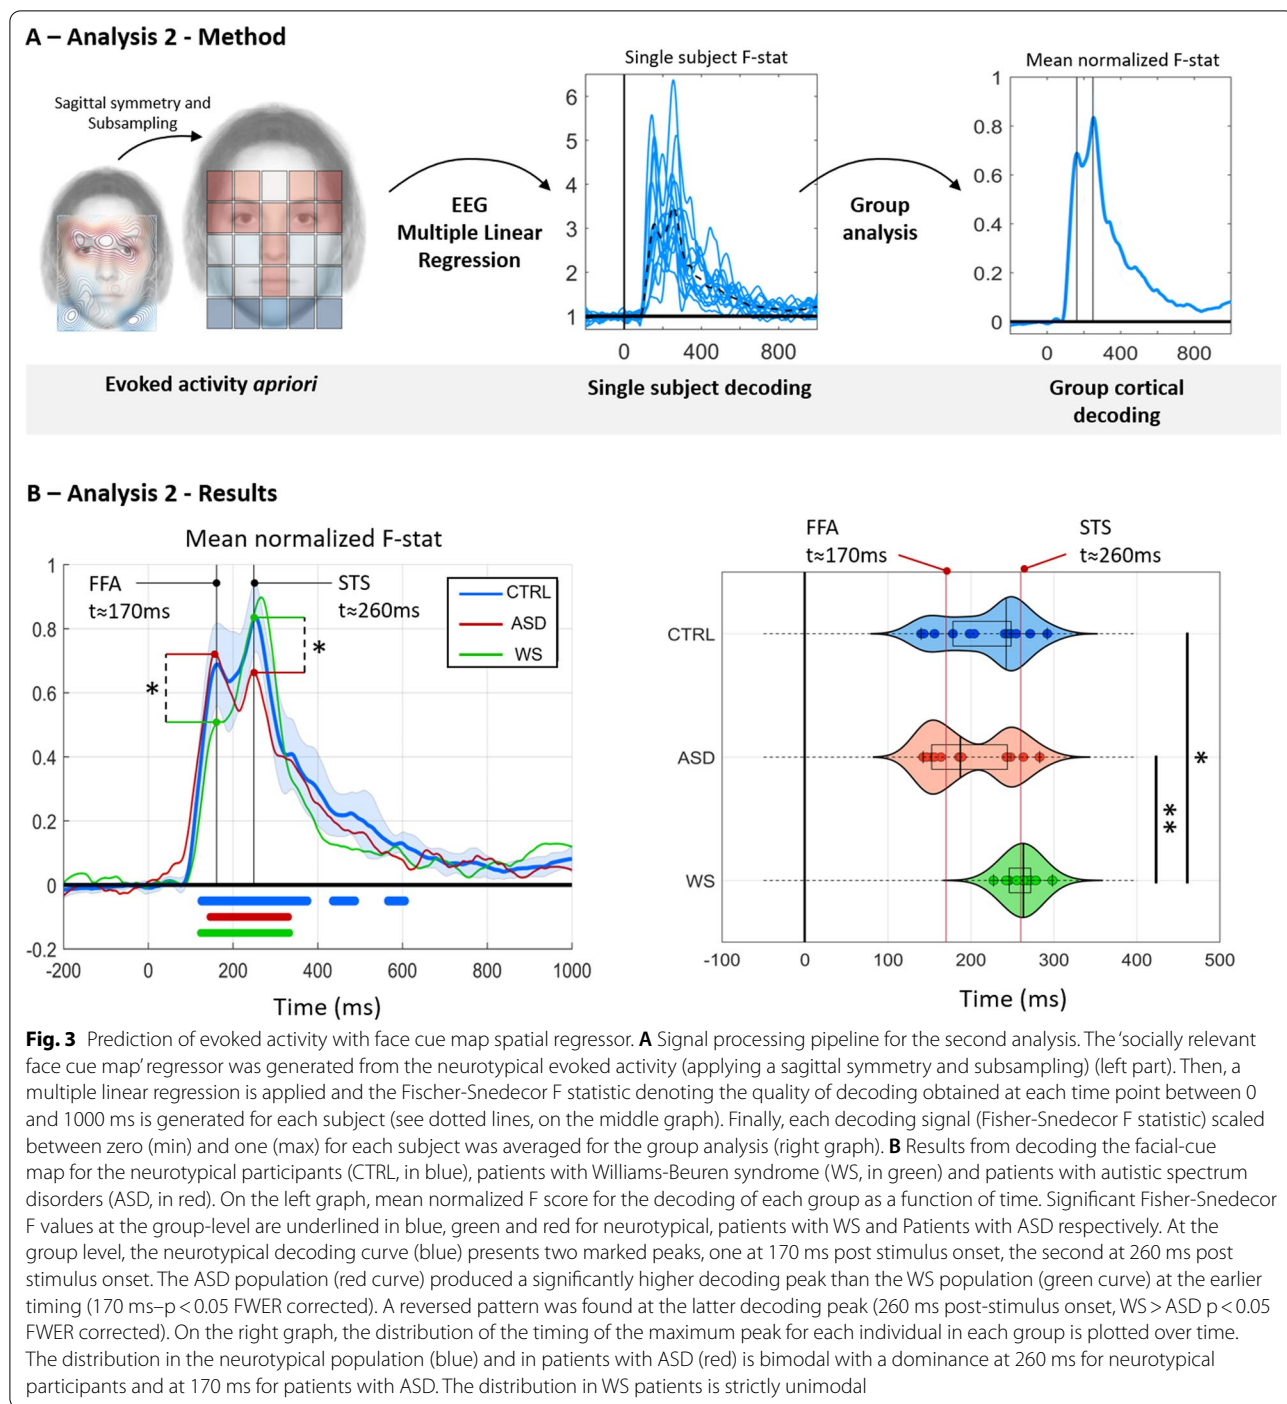 A – Analysis 2 - Method
Sagittal symmetry and
Subsampling
EEG
Multiple Linear
Regression
Single subject F-stat
6
5
4
3
2
1
0
400
800
Group
analysis
Mean normalized F-stat
1
0.8
0.6
0.4
0.2
0
0
400
800
Evoked activity apriori
Single subject decoding
Group cortical
decoding
B – Analysis 2 - Results
Mean normalized F-stat
1
0.8
0.6
0.4
0.2
0
-0.2
FFA
t≈170ms
STS
t≈260ms
CTRL
ASD
WS
*
*
-200
0
200
400
600
800
1000
Time (ms)
FFA
t≈170ms
STS
t≈260ms
CTRL
ASD
WS
*
**
-100
0
100
200
300
400
500
Time (ms)
Fig. 3 Prediction of evoked activity with face cue map spatial regressor. A Signal processing pipeline for the second analysis. The ‘socially relevant
face cue map’ regressor was generated from the neurotypical evoked activity (applying a sagittal symmetry and subsampling) (left part). Then, a
multiple linear regression is applied and the Fischer-Snedecor F statistic denoting the quality of decoding obtained at each time point between 0
and 1000 ms is generated for each subject (see dotted lines, on the middle graph). Finally, each decoding signal (Fisher-Snedecor F statistic) scaled
between zero (min) and one (max) for each subject was averaged for the group analysis (right graph). B Results from decoding the facial-cue
map for the neurotypical participants (CTRL, in blue), patients with Williams-Beuren syndrome (WS, in green) and patients with autistic spectrum
disorders (ASD, in red). On the left graph, mean normalized F score for the decoding of each group as a function of time. Significant Fisher-Snedecor
F values at the group-level are underlined in blue, green and red for neurotypical, patients with WS and Patients with ASD respectively. At the
group level, the neurotypical decoding curve (blue) presents two marked peaks, one at 170 ms post stimulus onset, the second at 260 ms post
stimulus onset. The ASD population (red curve) produced a significantly higher decoding peak than the WS population (green curve) at the earlier
timing (170 ms–p < 0.05 FWER corrected). A reversed pattern was found at the latter decoding peak (260 ms post-stimulus onset, WS > ASD p < 0.05
FWER corrected). On the right graph, the distribution of the timing of the maximum peak for each individual in each group is plotted over time.
The distribution in the neurotypical population (blue) and in patients with ASD (red) is bimodal with a dominance at 260 ms for neurotypical
participants and at 170 ms for patients with ASD. The distribution in WS patients is strictly unimodal